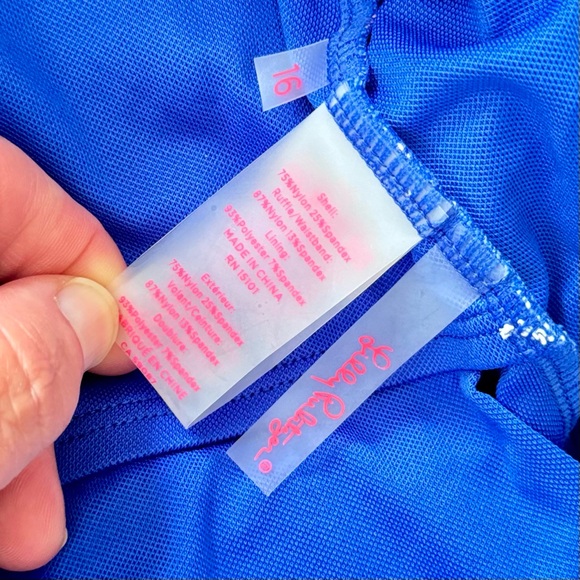 16
Shell:
75%Nylon 25%Spandex
Ruffle/Waistband:
87%Nylon 13%Spandex
Lining:
93%Polyester 7%Spandex
MADE IN CHINA
RN 15101
Extérieur:
75%Nylon 25%Spandex
Volant/Ceinture:
87%Nylon 13%Spandex
Doublure:
93%Polyester 7%Spandex
FABRIQUÉ EN CHINE
Lilly Pulitzer ®